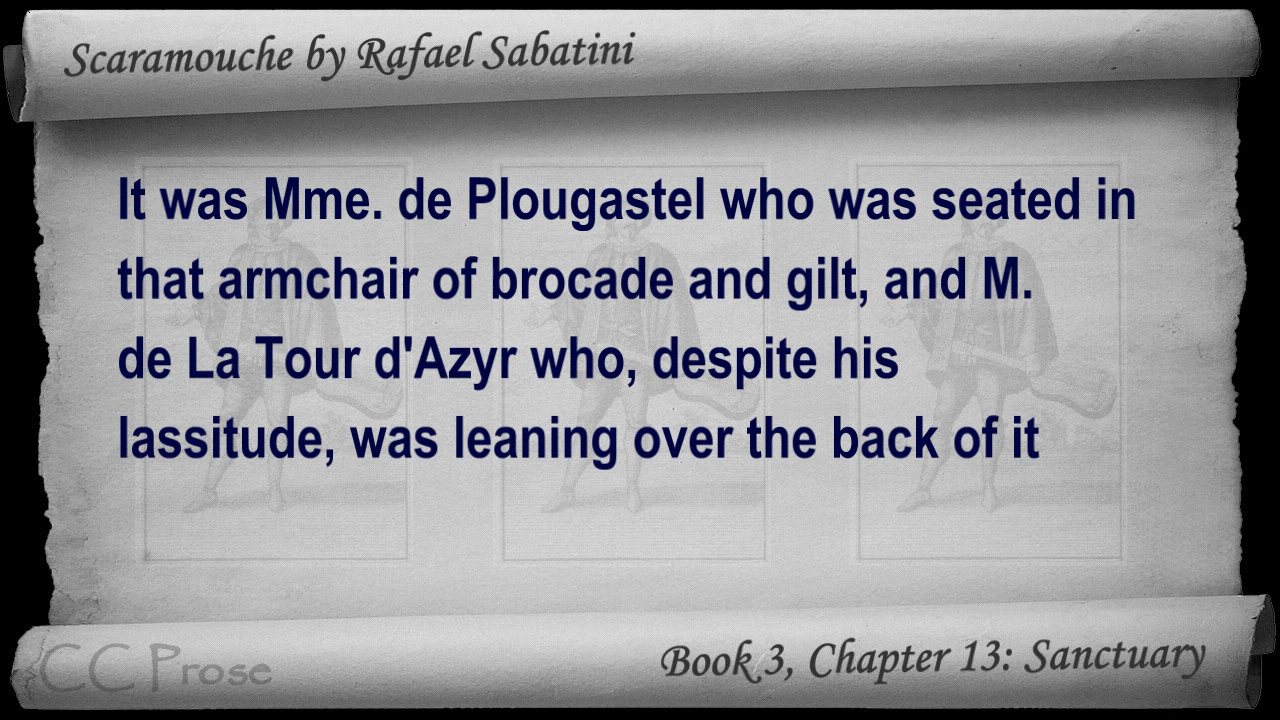 Scaramouche by Rafael Sabatini
It was Mme. de Plougastel who was seated in
that armchair of brocade and gilt, and M.
de La Tour d'Azyr who, despite his
lassitude, was leaning over the back of it
CC Prose
Book 3, Chapter 13: Sanctuary